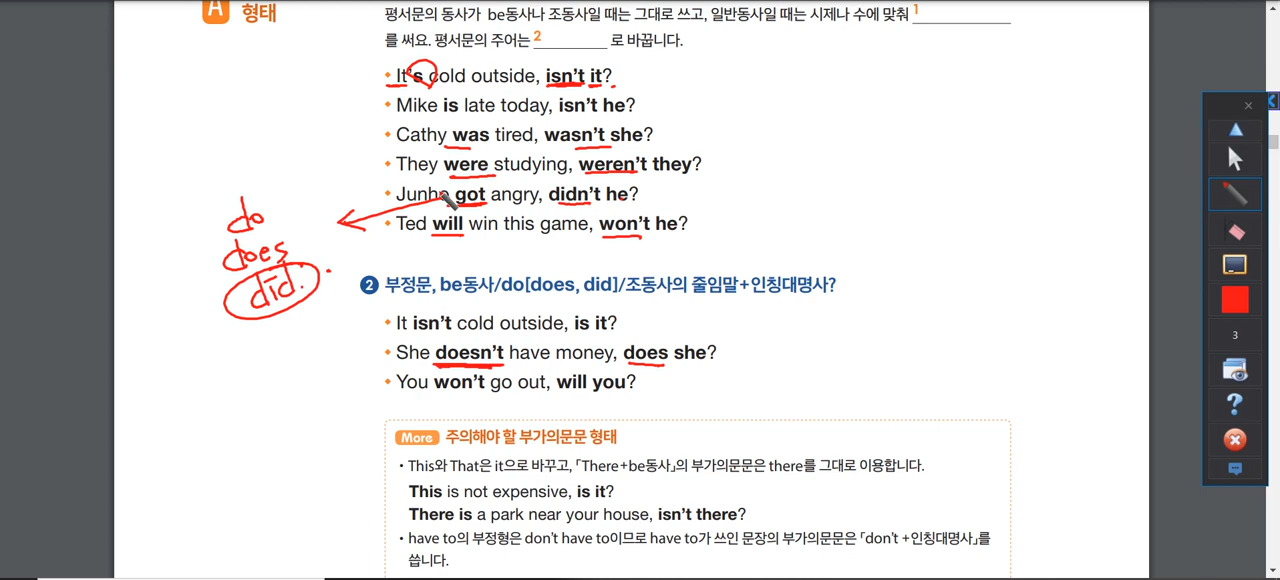 A 형태
평서문의 동사가 be동사나 조동사일 때는 그대로 쓰고, 일반동사일 때는 시제나 수에 맞춰 1
를 써요. 평서문의 주어는 2 로 바꿉니다.
• It's cold outside, isn't it?
• Mike is late today, isn't he?
• Cathy was tired, wasn't she?
• They were studying, weren't they?
• Junho got angry, didn't he?
• Ted will win this game, won't he?
do
does
did.
2 부정문, be동사/do[does, did]/조동사의 줄임말+인칭대명사?
• It isn't cold outside, is it?
• She doesn't have money, does she?
• You won't go out, will you?
More 주의해야 할 부가의문문 형태
• This와 That은 it으로 바꾸고, 「There+be동사」의 부가의문문은 there를 그대로 이용합니다.
This is not expensive, is it?
There is a park near your house, isn't there?
• have to의 부정형은 don't have to이므로 have to가 쓰인 문장의 부가의문문은 「don't +인칭대명사」를
씁니다.
3